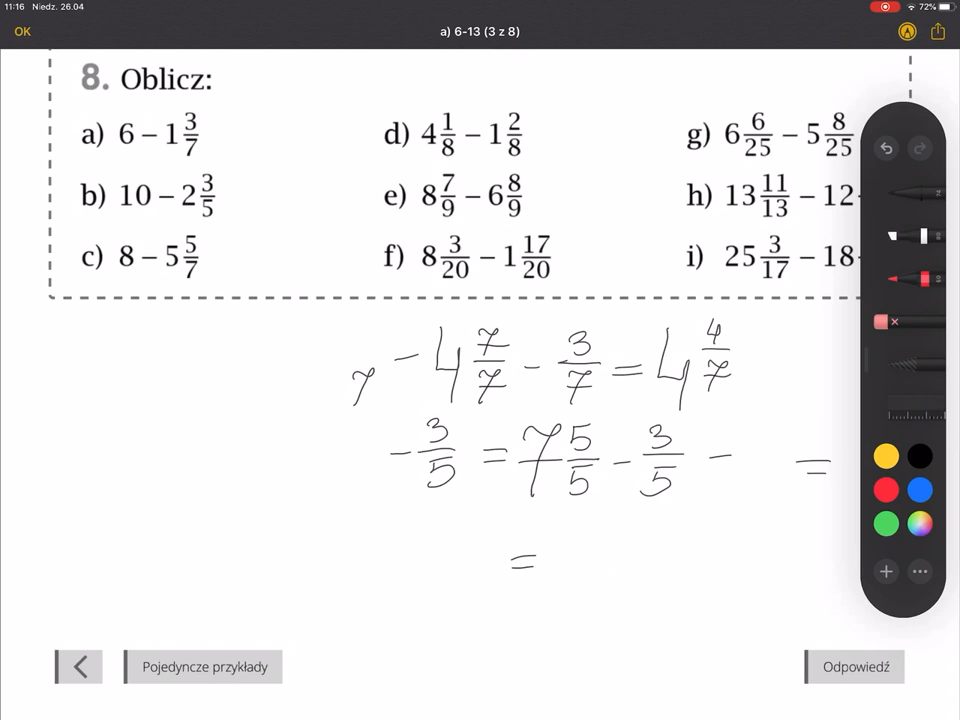 11:16 Niedz. 26.04 72%
OK a) 6-13 (3 z 8)
8. Oblicz:
a) 6 – 1 3/7 d) 4 1/8 – 1 2/8 g) 6 6/25 – 5 8/25
b) 10 – 2 3/5 e) 8 7/9 – 6 8/9 h) 13 11/13 – 12
c) 8 – 5 5/7 f) 8 3/20 – 1 17/20 i) 25 3/17 – 18
7 – 4 7/7 – 3/7 = 4 4/7
– 3/5 = 7 5/5 – 3/5 – =
=
Pojedyncze przykłady Odpowiedź